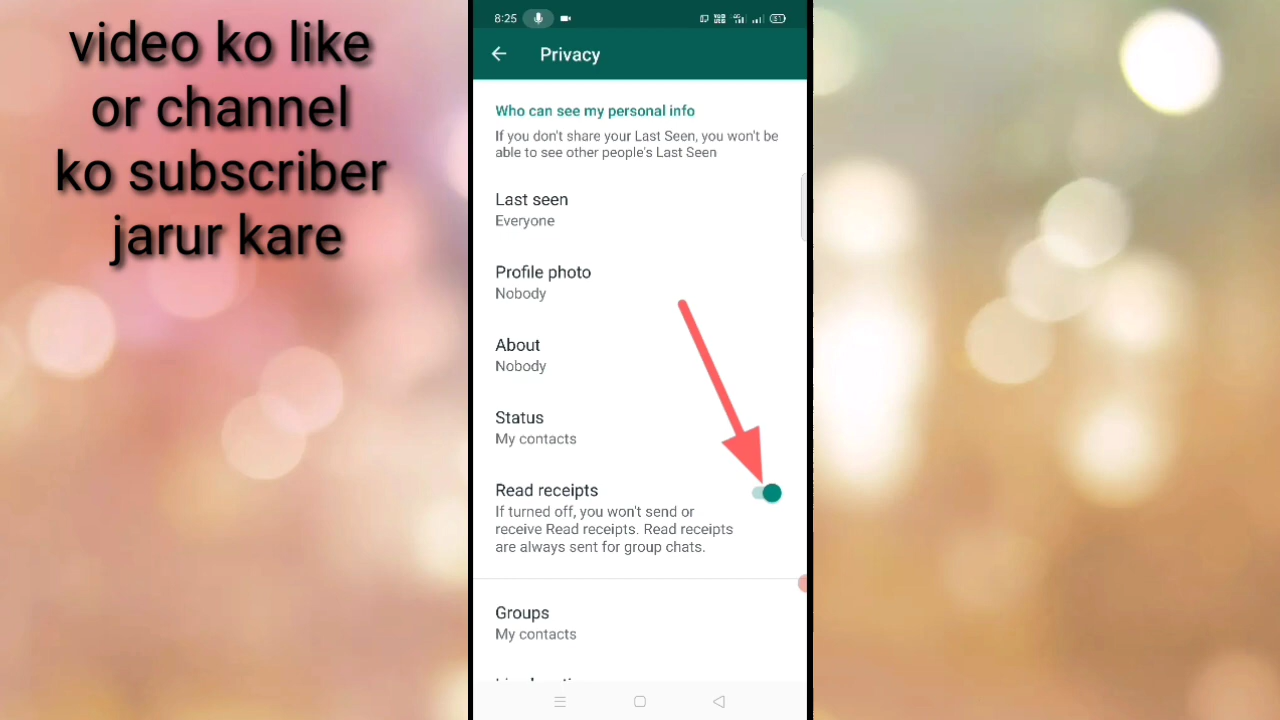 video ko like
or channel
ko subscriber
jarur kare
8:25
Privacy
Who can see my personal info
If you don't share your Last Seen, you won't be
able to see other people's Last Seen
Last seen
Everyone
Profile photo
Nobody
About
Nobody
Status
My contacts
Read receipts
If turned off, you won't send or
receive Read receipts. Read receipts
are always sent for group chats.
Groups
My contacts